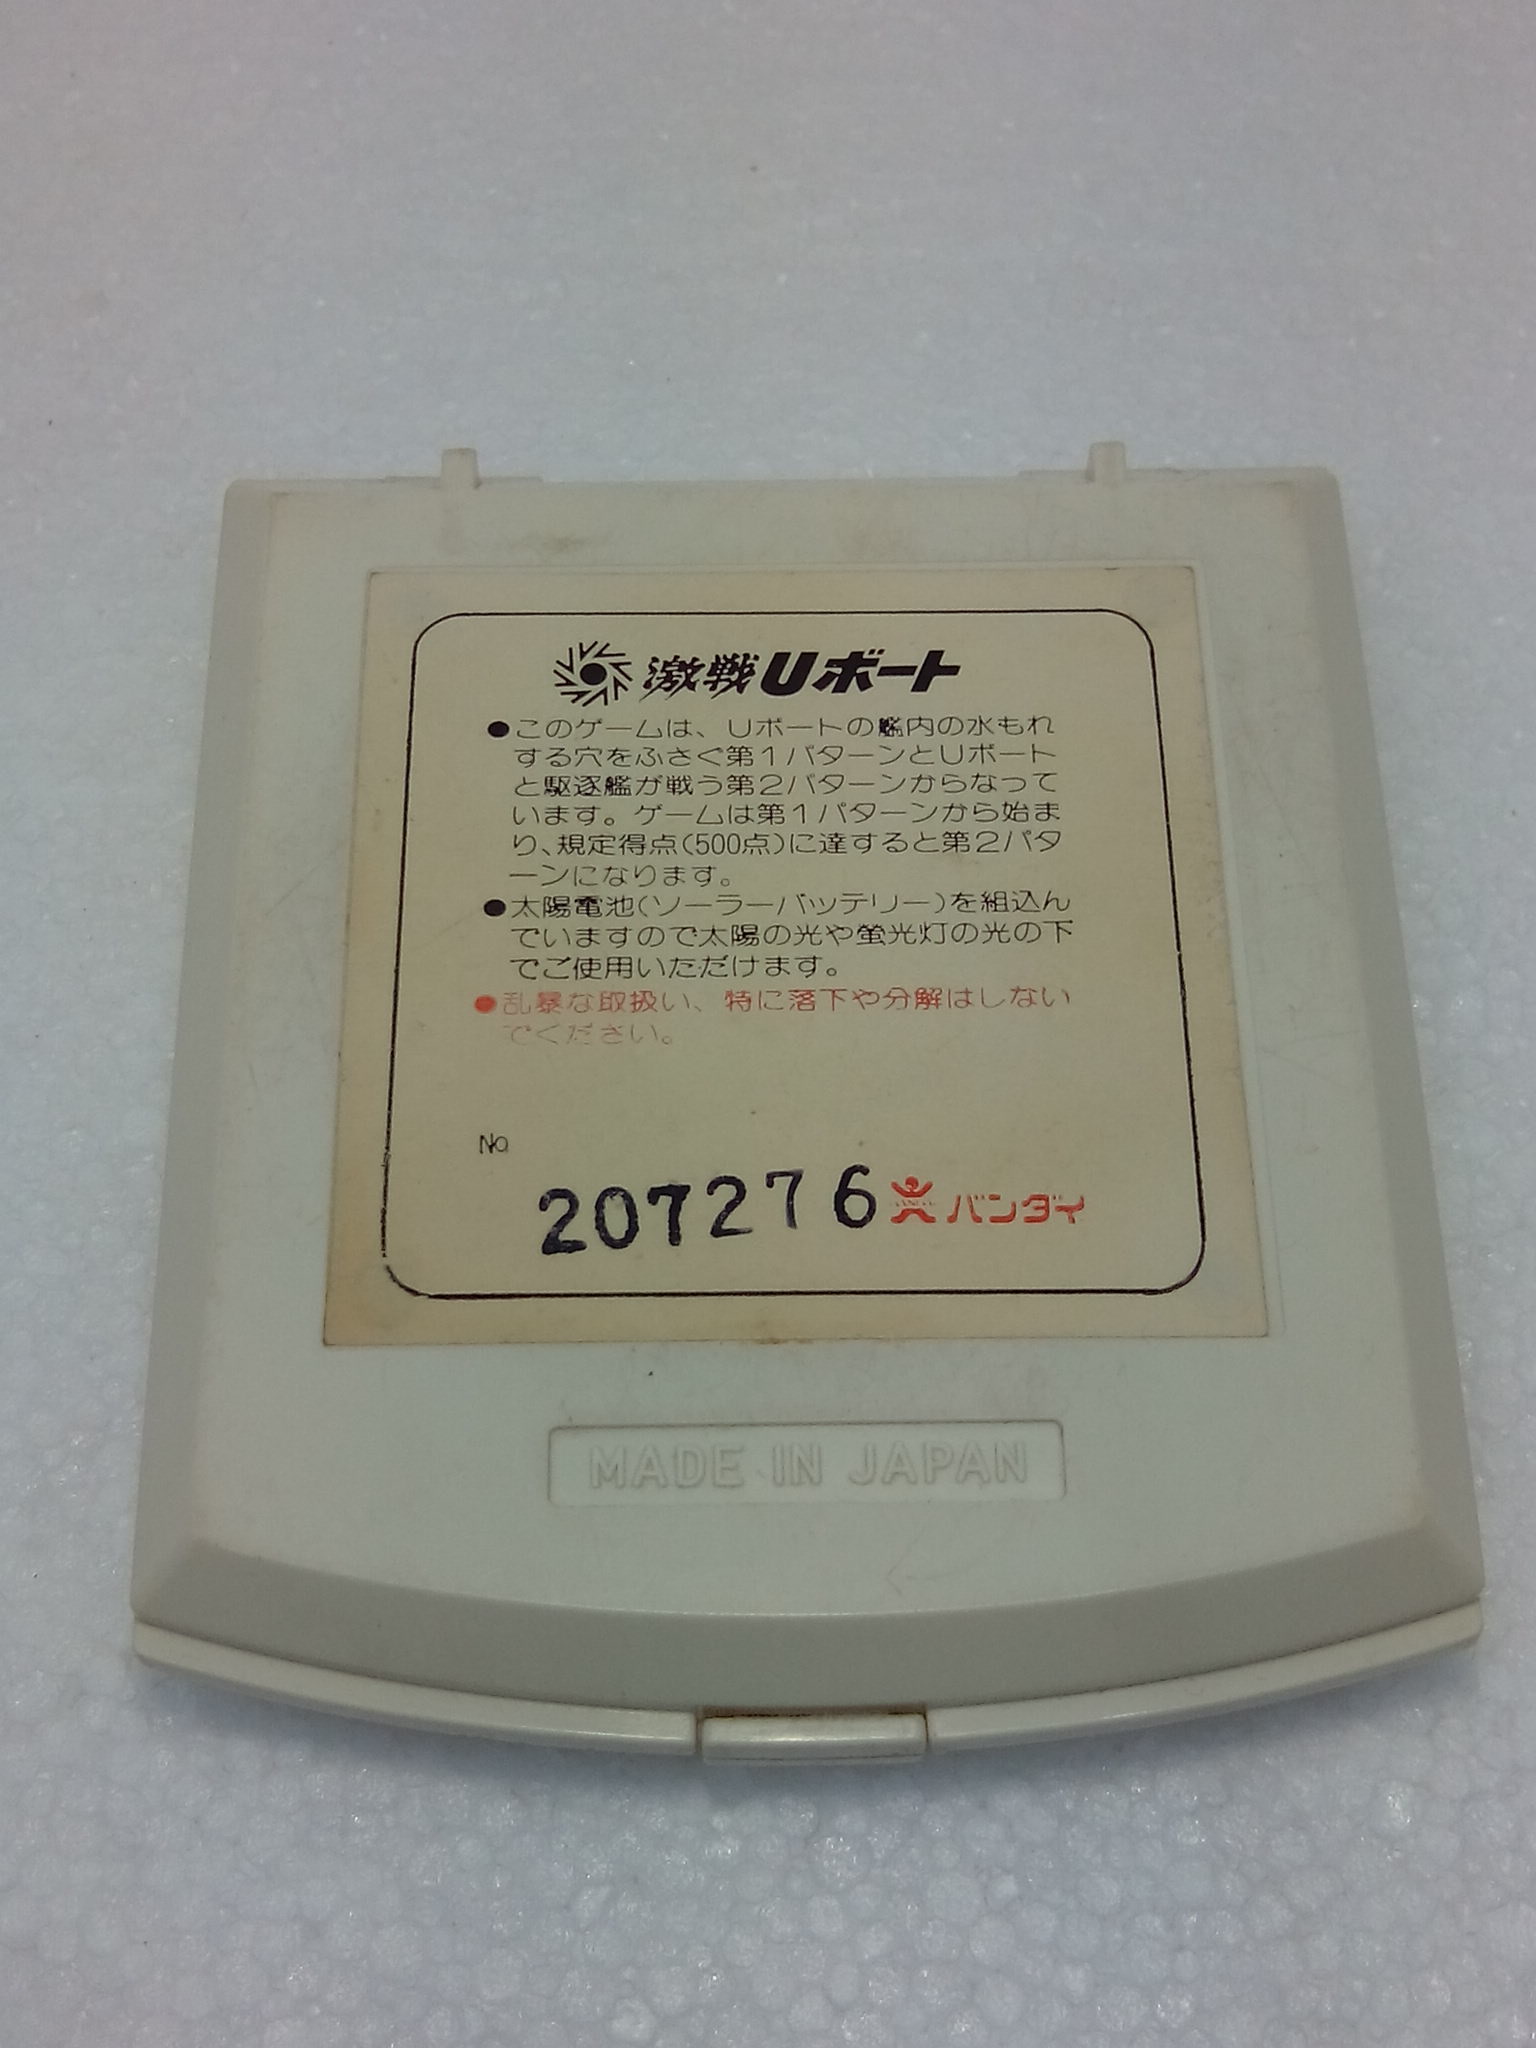 激戦Uボート
●このゲームは、Uボートの艦内の水もれ
する穴をふさぐ第1パターンとUボート
と駆逐艦が戦う第2パターンからなって
います。ゲームは第1パターンから始ま
り、規定得点(500点)に達すると第2パタ
ーンになります。
●太陽電池(ソーラーバッテリー)を組込ん
でいますので太陽の光や螢光灯の光の下
でご使用いただけます。
●乱暴な取扱い、特に落下や分解はしない
でください。
No.
207276 バンダイ
MADE IN JAPAN